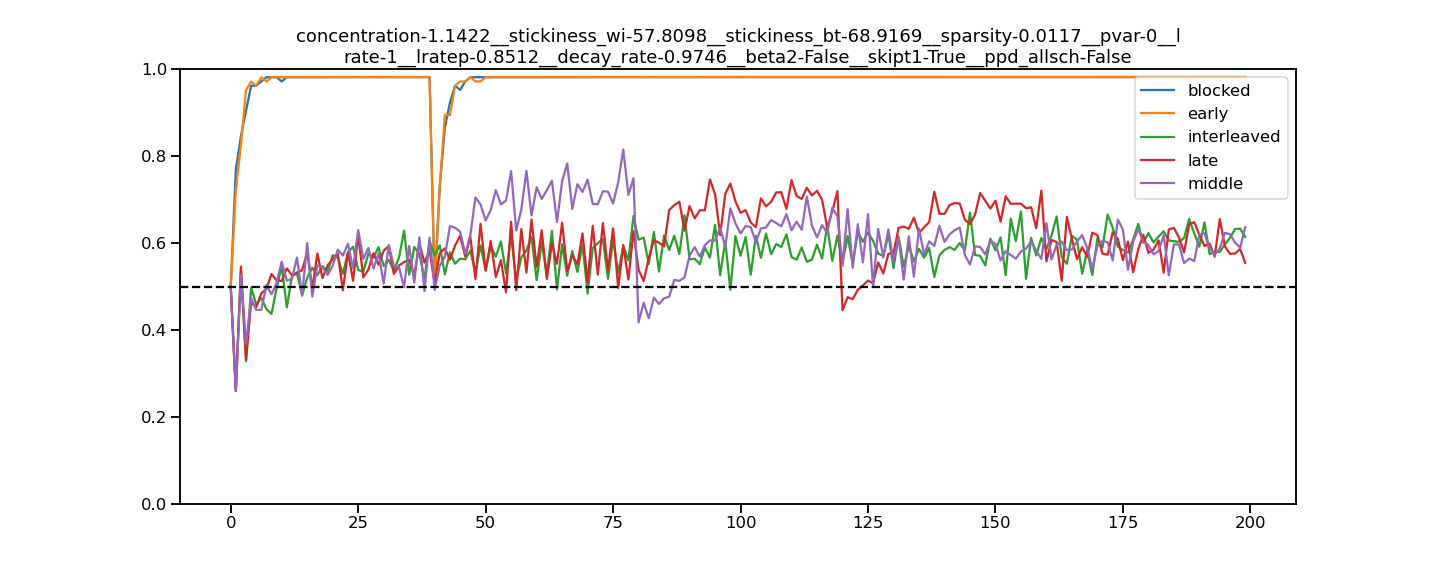 concentration-1.1422__stickiness_wi-57.8098__stickiness_bt-68.9169__sparsity-0.0117__pvar-0__l
rate-1__lratep-0.8512__decay_rate-0.9746__beta2-False__skipt1-True__ppd_allsch-False
1.0
0.8
0.6
0.4
0.2
0.0
0 25 50 75 100 125 150 175 200
blocked
early
interleaved
late
middle